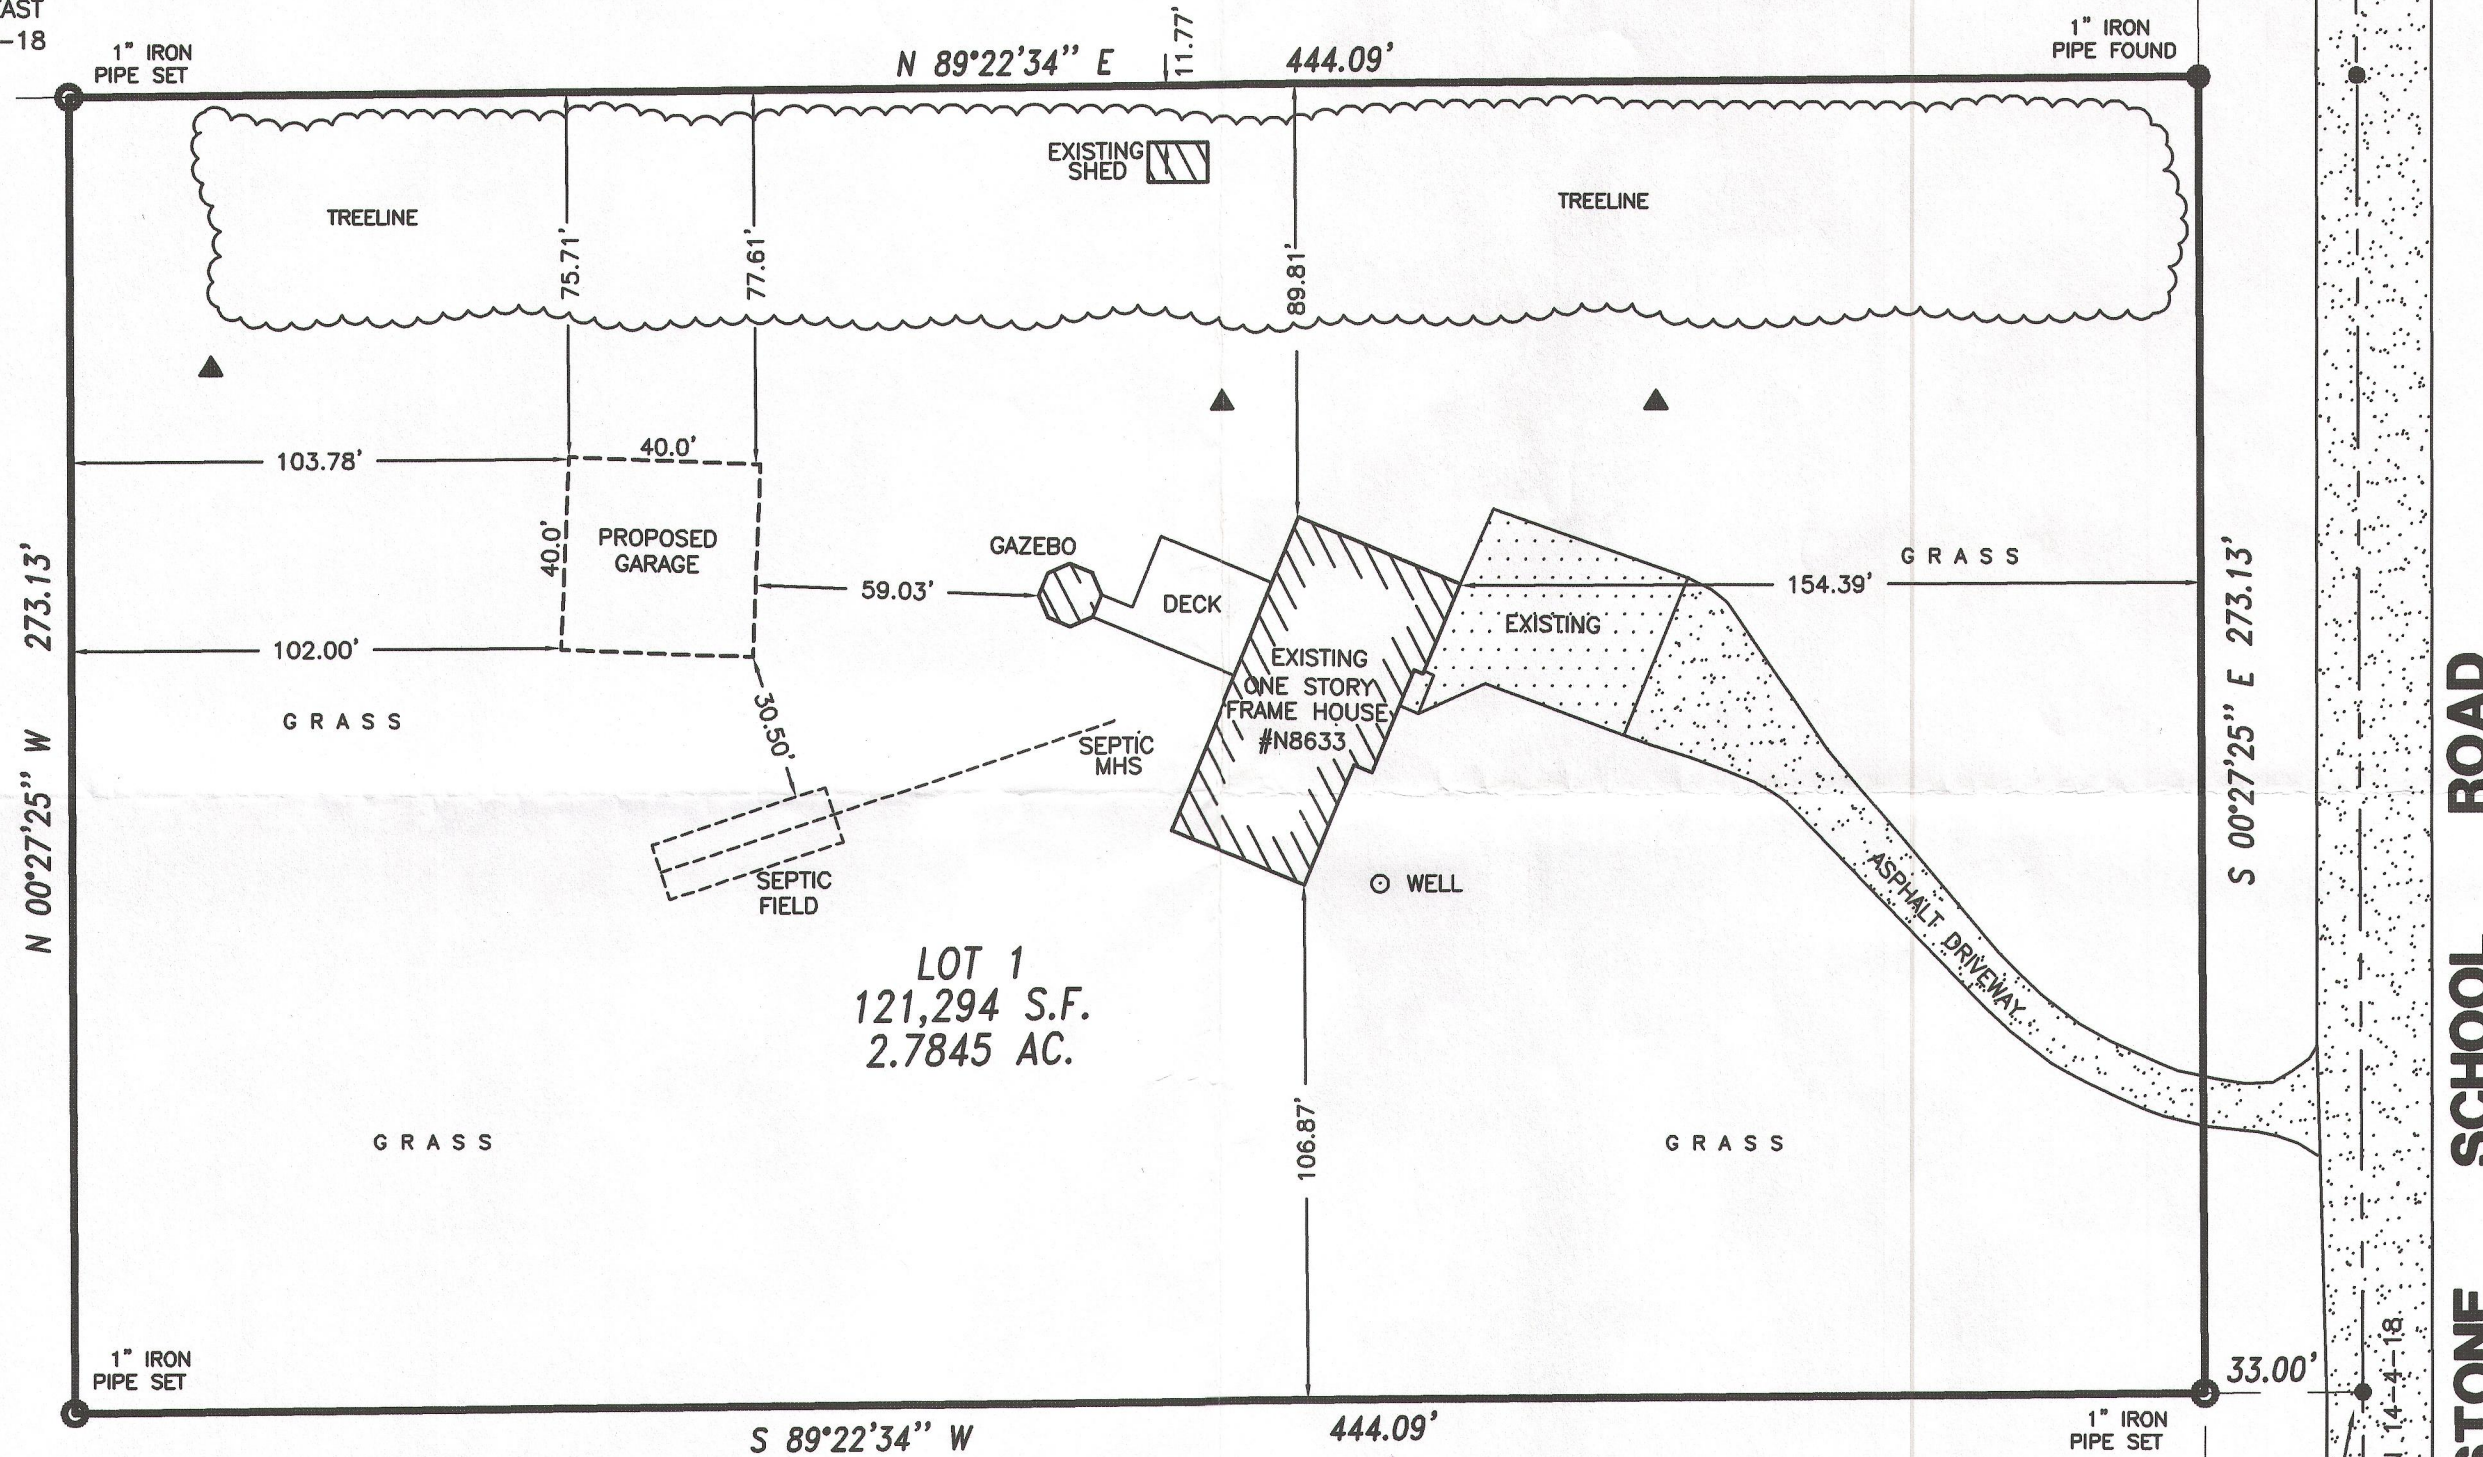 AST
-18
1" IRON
PIPE SET
N 89°22'34" E
11.77'
444.09'
1" IRON
PIPE FOUND
EXISTING
SHED
TREELINE
TREELINE
75.71'
77.61'
89.81'
103.78'
40.0'
40.0'
PROPOSED
GARAGE
GAZEBO
59.03'
DECK
GRASS
154.39'
EXISTING
EXISTING
ONE STORY
FRAME HOUSE
#N8633
102.00'
30.50'
GRASS
SEPTIC
MHS
SEPTIC
FIELD
WELL
N 00°27'25" W 273.13'
S 00°27'25" E 273.13'
ASPHALT DRIVEWAY
LOT 1
121,294 S.F.
2.7845 AC.
GRASS
106.87'
GRASS
1" IRON
PIPE SET
S 89°22'34" W
444.09'
33.00'
1" IRON
PIPE SET
14-4-18
STONE SCHOOL ROAD